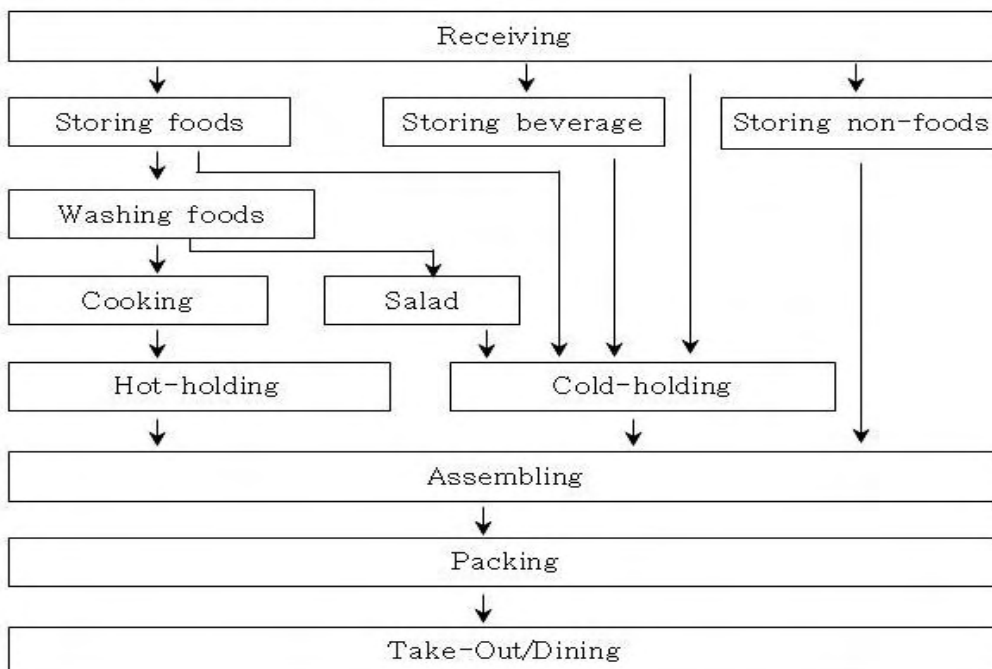 Receiving
Storing foods
Storing beverage
Storing non-foods
Washing foods
Cooking
Salad
Hot-holding
Cold-holding
Assembling
Packing
Take-Out/Dining